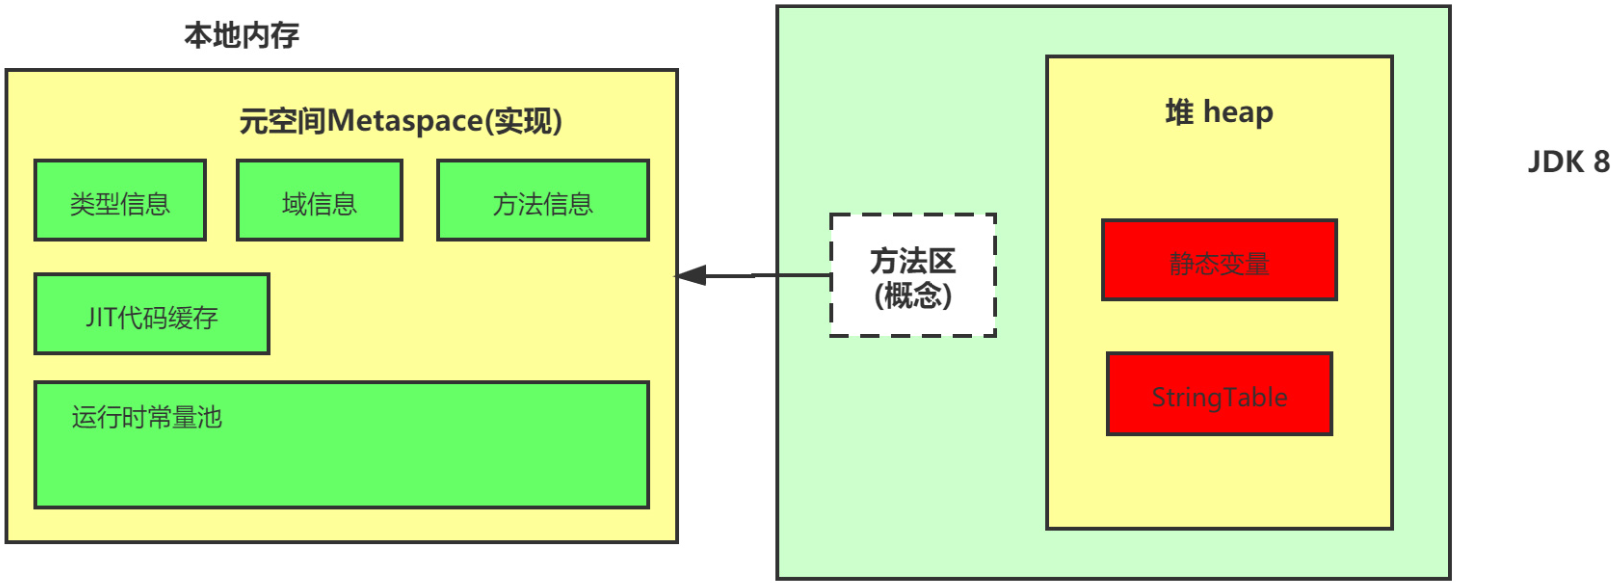 本地内存
元空间Metaspace(实现)
类型信息
域信息
方法信息
JIT代码缓存
运行时常量池
方法区
(概念)
堆 heap
静态变量
StringTable
JDK 8